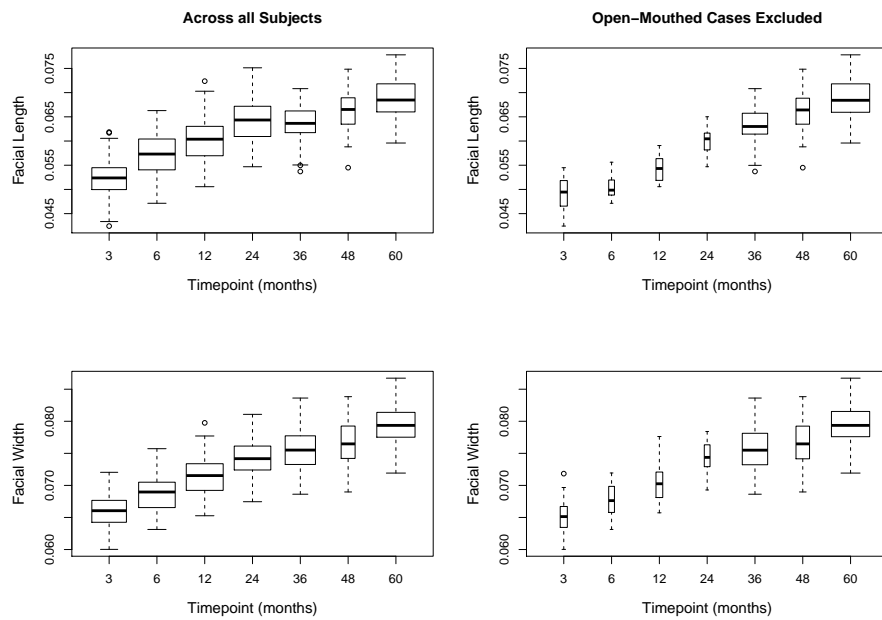 Across all Subjects
Open−Mouthed Cases Excluded
Facial Length
0.045 0.055 0.065 0.075
3 6 12 24 36 48 60
Timepoint (months)
Facial Length
0.045 0.055 0.065 0.075
3 6 12 24 36 48 60
Timepoint (months)
Facial Width
0.060 0.070 0.080
3 6 12 24 36 48 60
Timepoint (months)
Facial Width
0.060 0.070 0.080
3 6 12 24 36 48 60
Timepoint (months)